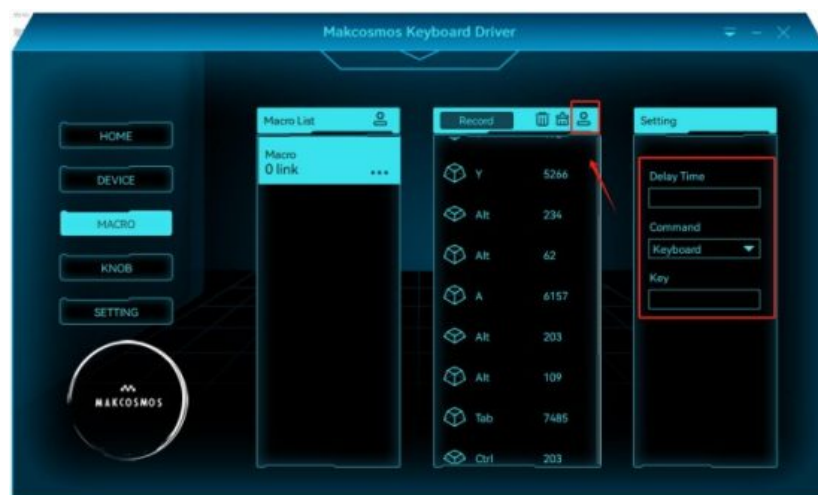 Makcosmos Keyboard Driver
HOME
DEVICE
MACRO
KNOB
SETTING
MAKCOSMOS
Macro List
Macro
0 link
Record
Y 5266
Alt 234
Alt 62
A 6157
Alt 203
Alt 109
Tab 7485
Ctrl 203
Setting
Delay Time
Command
Keyboard
Key